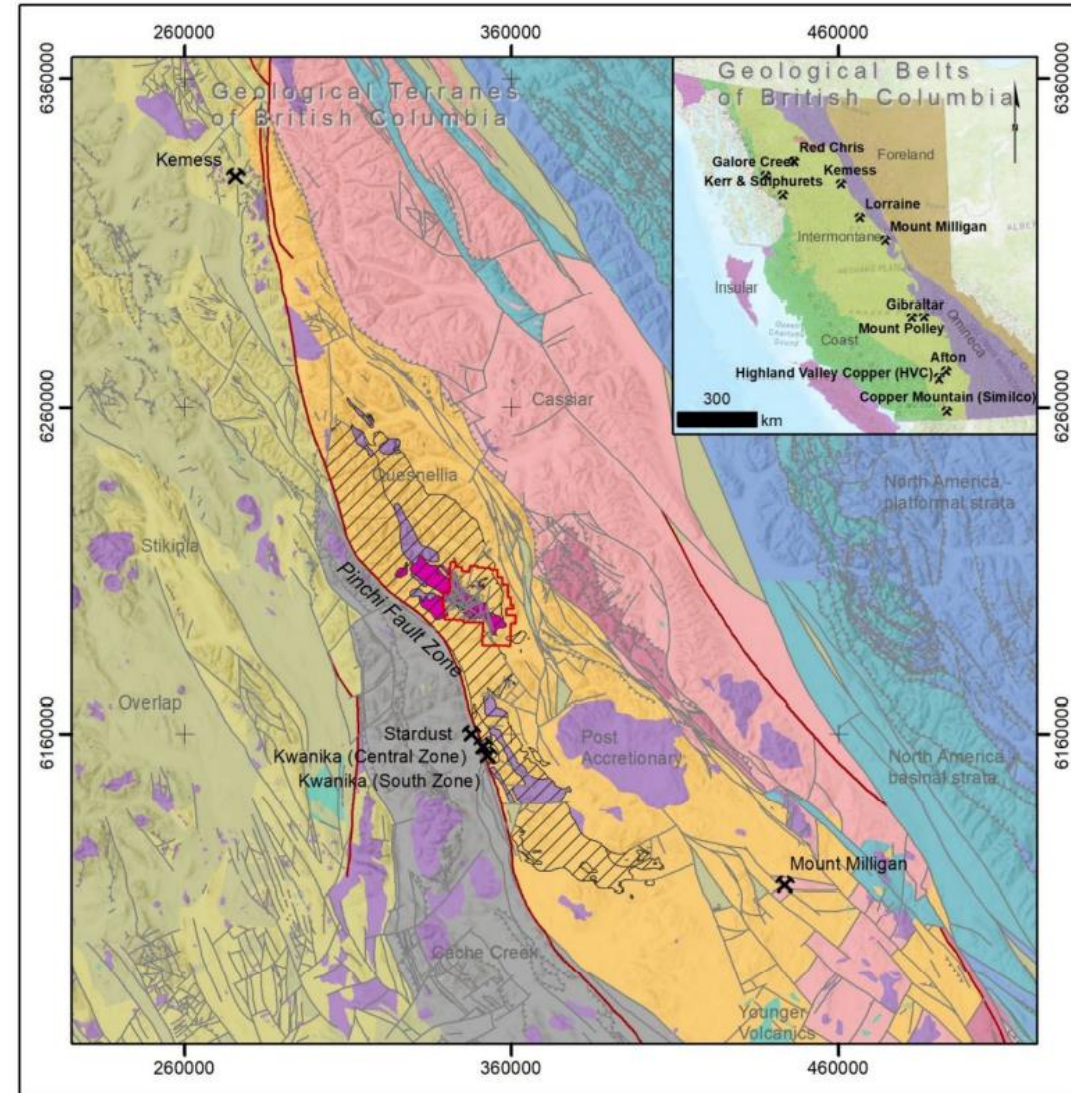 260000
360000
460000
6360000
6260000
6160000
Geological Terranes
of British Columbia
Kemess
Cassiar
Quesnellia
Stikinia
Pinchi Fault Zone
Overlap
Stardust
Kwanika (Central Zone)
Kwanika (South Zone)
Post
Accretionary
North America
platformal strata
North America
basinal strata
Mount Milligan
Cache Creek
Younger
Volcanics
Geological Belts
of British Columbia
Red Chris
Galore Creek
Kemess
Kerr & Sulphurets
Foreland
Lorraine
Intermontane
Mount Milligan
Insular
Gibraltar
Mount Polley
Omineca
Coast
Afton
Highland Valley Copper (HVC)
Copper Mountain (Similco)
300
km
6360000
6260000
6160000
260000
360000
460000